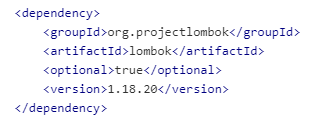 <dependency>
<groupId>org.projectlombok</groupId>
<artifactId>lombok</artifactId>
<optional>true</optional>
<version>1.18.20</version>
</dependency>